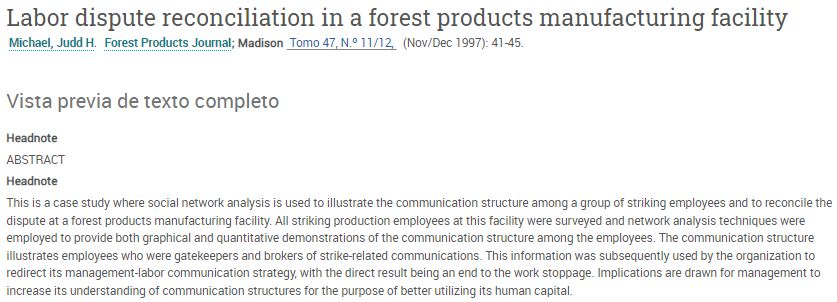 Labor dispute reconciliation in a forest products manufacturing facility
Michael, Judd H. Forest Products Journal; Madison Tomo 47, N.º 11/12, (Nov/Dec 1997): 41-45.
Vista previa de texto completo
Headnote
ABSTRACT
Headnote
This is a case study where social network analysis is used to illustrate the communication structure among a group of striking employees and to reconcile the
dispute at a forest products manufacturing facility. All striking production employees at this facility were surveyed and network analysis techniques were
employed to provide both graphical and quantitative demonstrations of the communication structure among the employees. The communication structure
illustrates employees who were gatekeepers and brokers of strike-related communications. This information was subsequently used by the organization to
redirect its management-labor communication strategy, with the direct result being an end to the work stoppage. Implications are drawn for management to
increase its understanding of communication structures for the purpose of better utilizing its human capital.